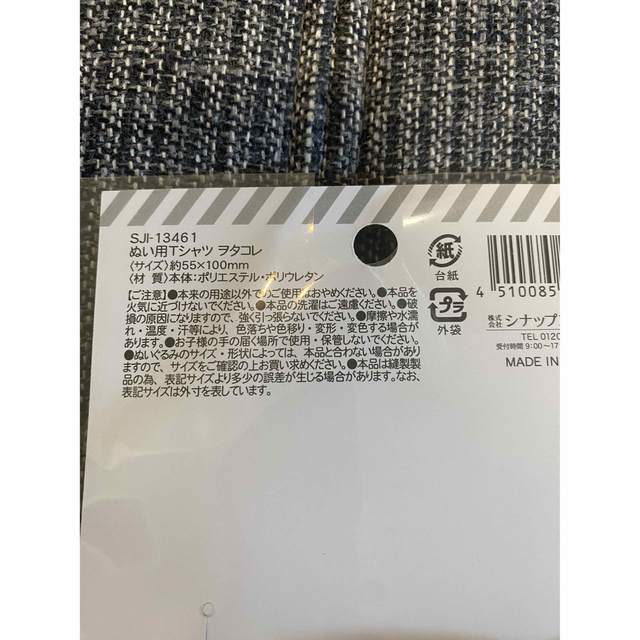 SJI-13461
ぬい用Tシャツ ヲタコレ
〈サイズ〉約55×100mm
〈材 質〉本体：ポリエステル・ポリウレタン
【ご注意】●本来の用途以外でのご使用はおやめください。●本品を
火気に近づけないでください。●本品の洗濯はご遠慮ください。●破
損の原因になりますので、強く引っ張らないでください。●摩擦や水濡
れ・温度・汗等により、色落ちや色移り・変形・変色する場合が
あります。●お子様の手の届く場所で使用・保管しないでください。
●ぬいぐるみのサイズ・形状によっては、本品と合わない場合があり
ますので、サイズをご確認の上お買い求めください。●本品は縫製製
品の為、表記サイズより多少の誤差が生じる場合があります。なお、
表記サイズは外寸を表しています。
紙
台紙
プラ
外袋
4 510085
株式会社 シナップ
TEL 0120
受付時間 9:00〜17
MADE IN